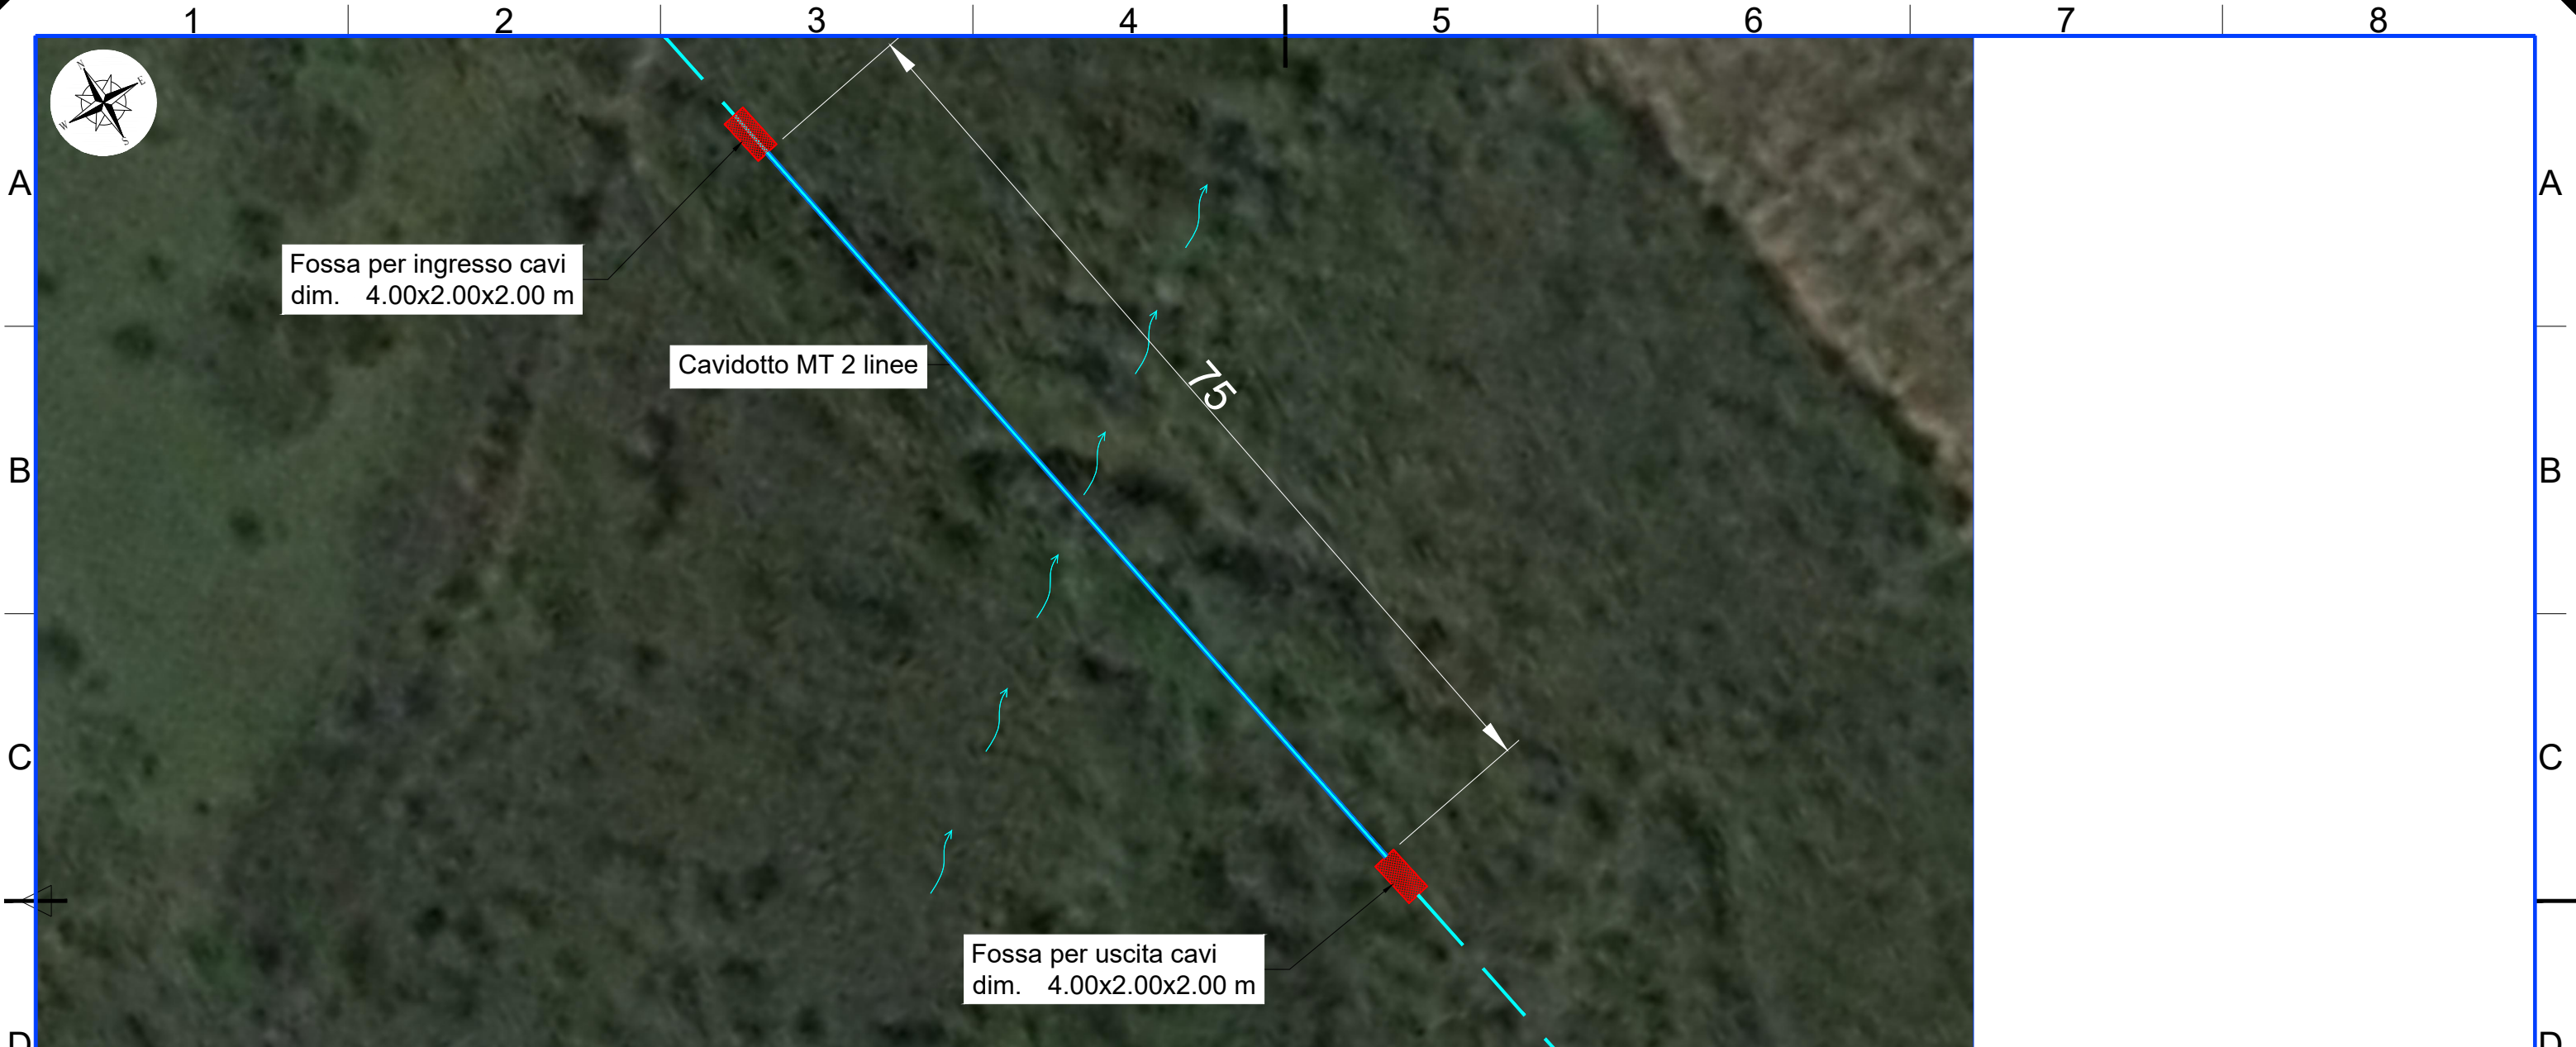 1 2 3 4 5 6 7 8
N
E
W
S
A A
Fossa per ingresso cavi
dim. 4.00x2.00x2.00 m
Cavidotto MT 2 linee
75
B B
C C
Fossa per uscita cavi
dim. 4.00x2.00x2.00 m
D D